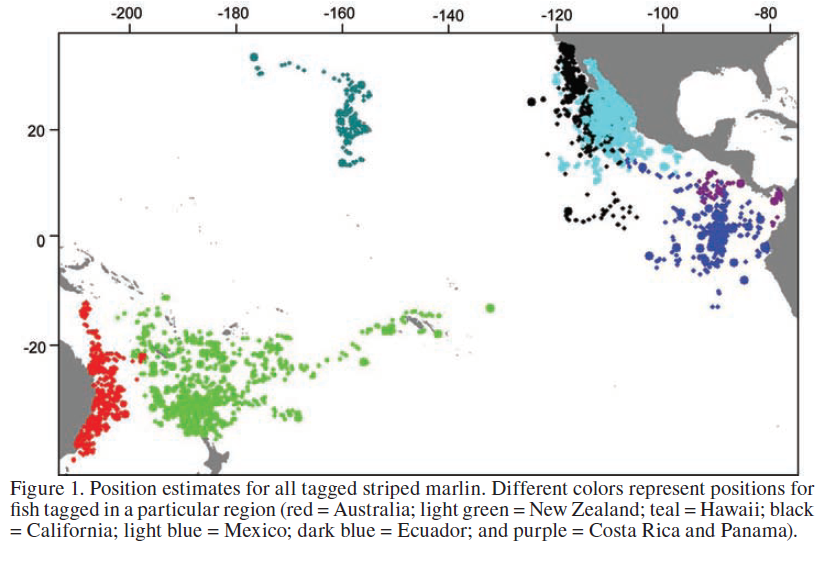 -200 -180 -160 -140 -120 -100 -80
20
0
-20
Figure 1. Position estimates for all tagged striped marlin. Different colors represent positions for
fish tagged in a particular region (red = Australia; light green = New Zealand; teal = Hawaii; black
= California; light blue = Mexico; dark blue = Ecuador; and purple = Costa Rica and Panama).